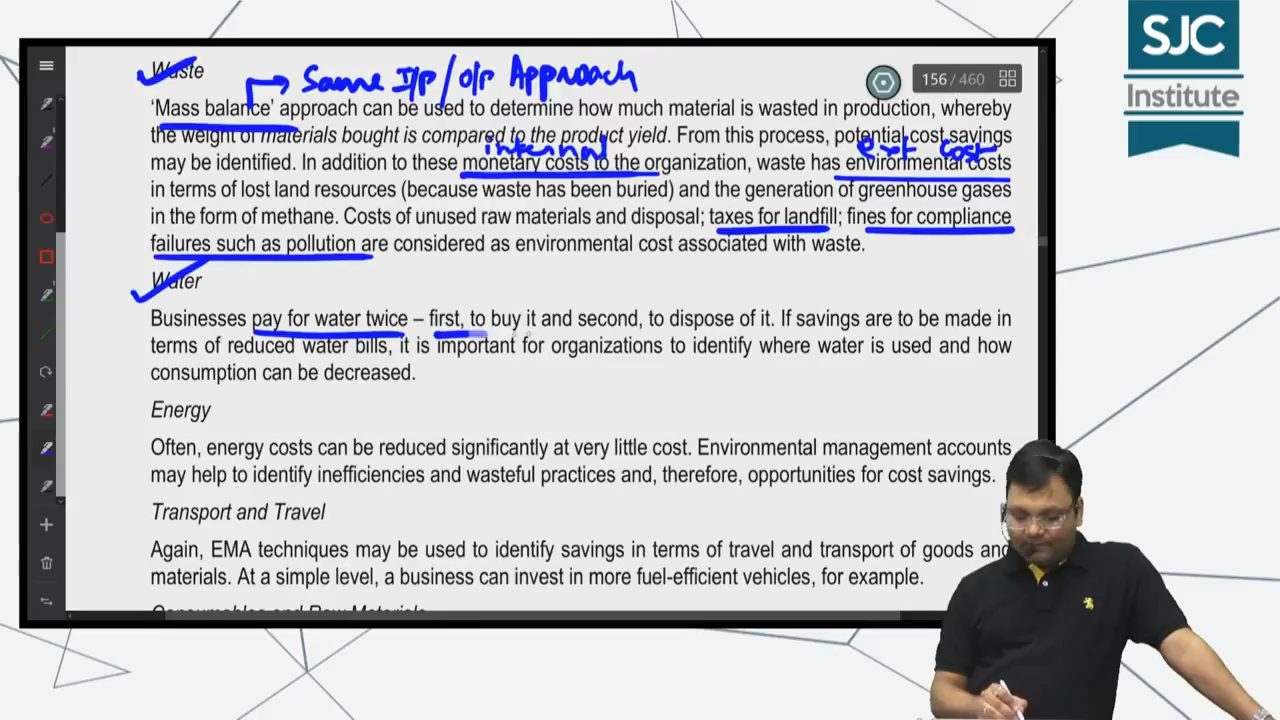 SJC
Institute
156 / 460
Waste
Same I/P / O/P Approach
‘Mass balance’ approach can be used to determine how much material is wasted in production, whereby
the weight of materials bought is compared to the product yield. From this process, potential cost savings
internal
ext cost
may be identified. In addition to these monetary costs to the organization, waste has environmental costs
in terms of lost land resources (because waste has been buried) and the generation of greenhouse gases
in the form of methane. Costs of unused raw materials and disposal; taxes for landfill; fines for compliance
failures such as pollution are considered as environmental cost associated with waste.
Water
Businesses pay for water twice – first, to buy it and second, to dispose of it. If savings are to be made in
terms of reduced water bills, it is important for organizations to identify where water is used and how
consumption can be decreased.
Energy
Often, energy costs can be reduced significantly at very little cost. Environmental management accounts
may help to identify inefficiencies and wasteful practices and, therefore, opportunities for cost savings.
Transport and Travel
Again, EMA techniques may be used to identify savings in terms of travel and transport of goods and
materials. At a simple level, a business can invest in more fuel-efficient vehicles, for example.
Consumables and Raw Materials